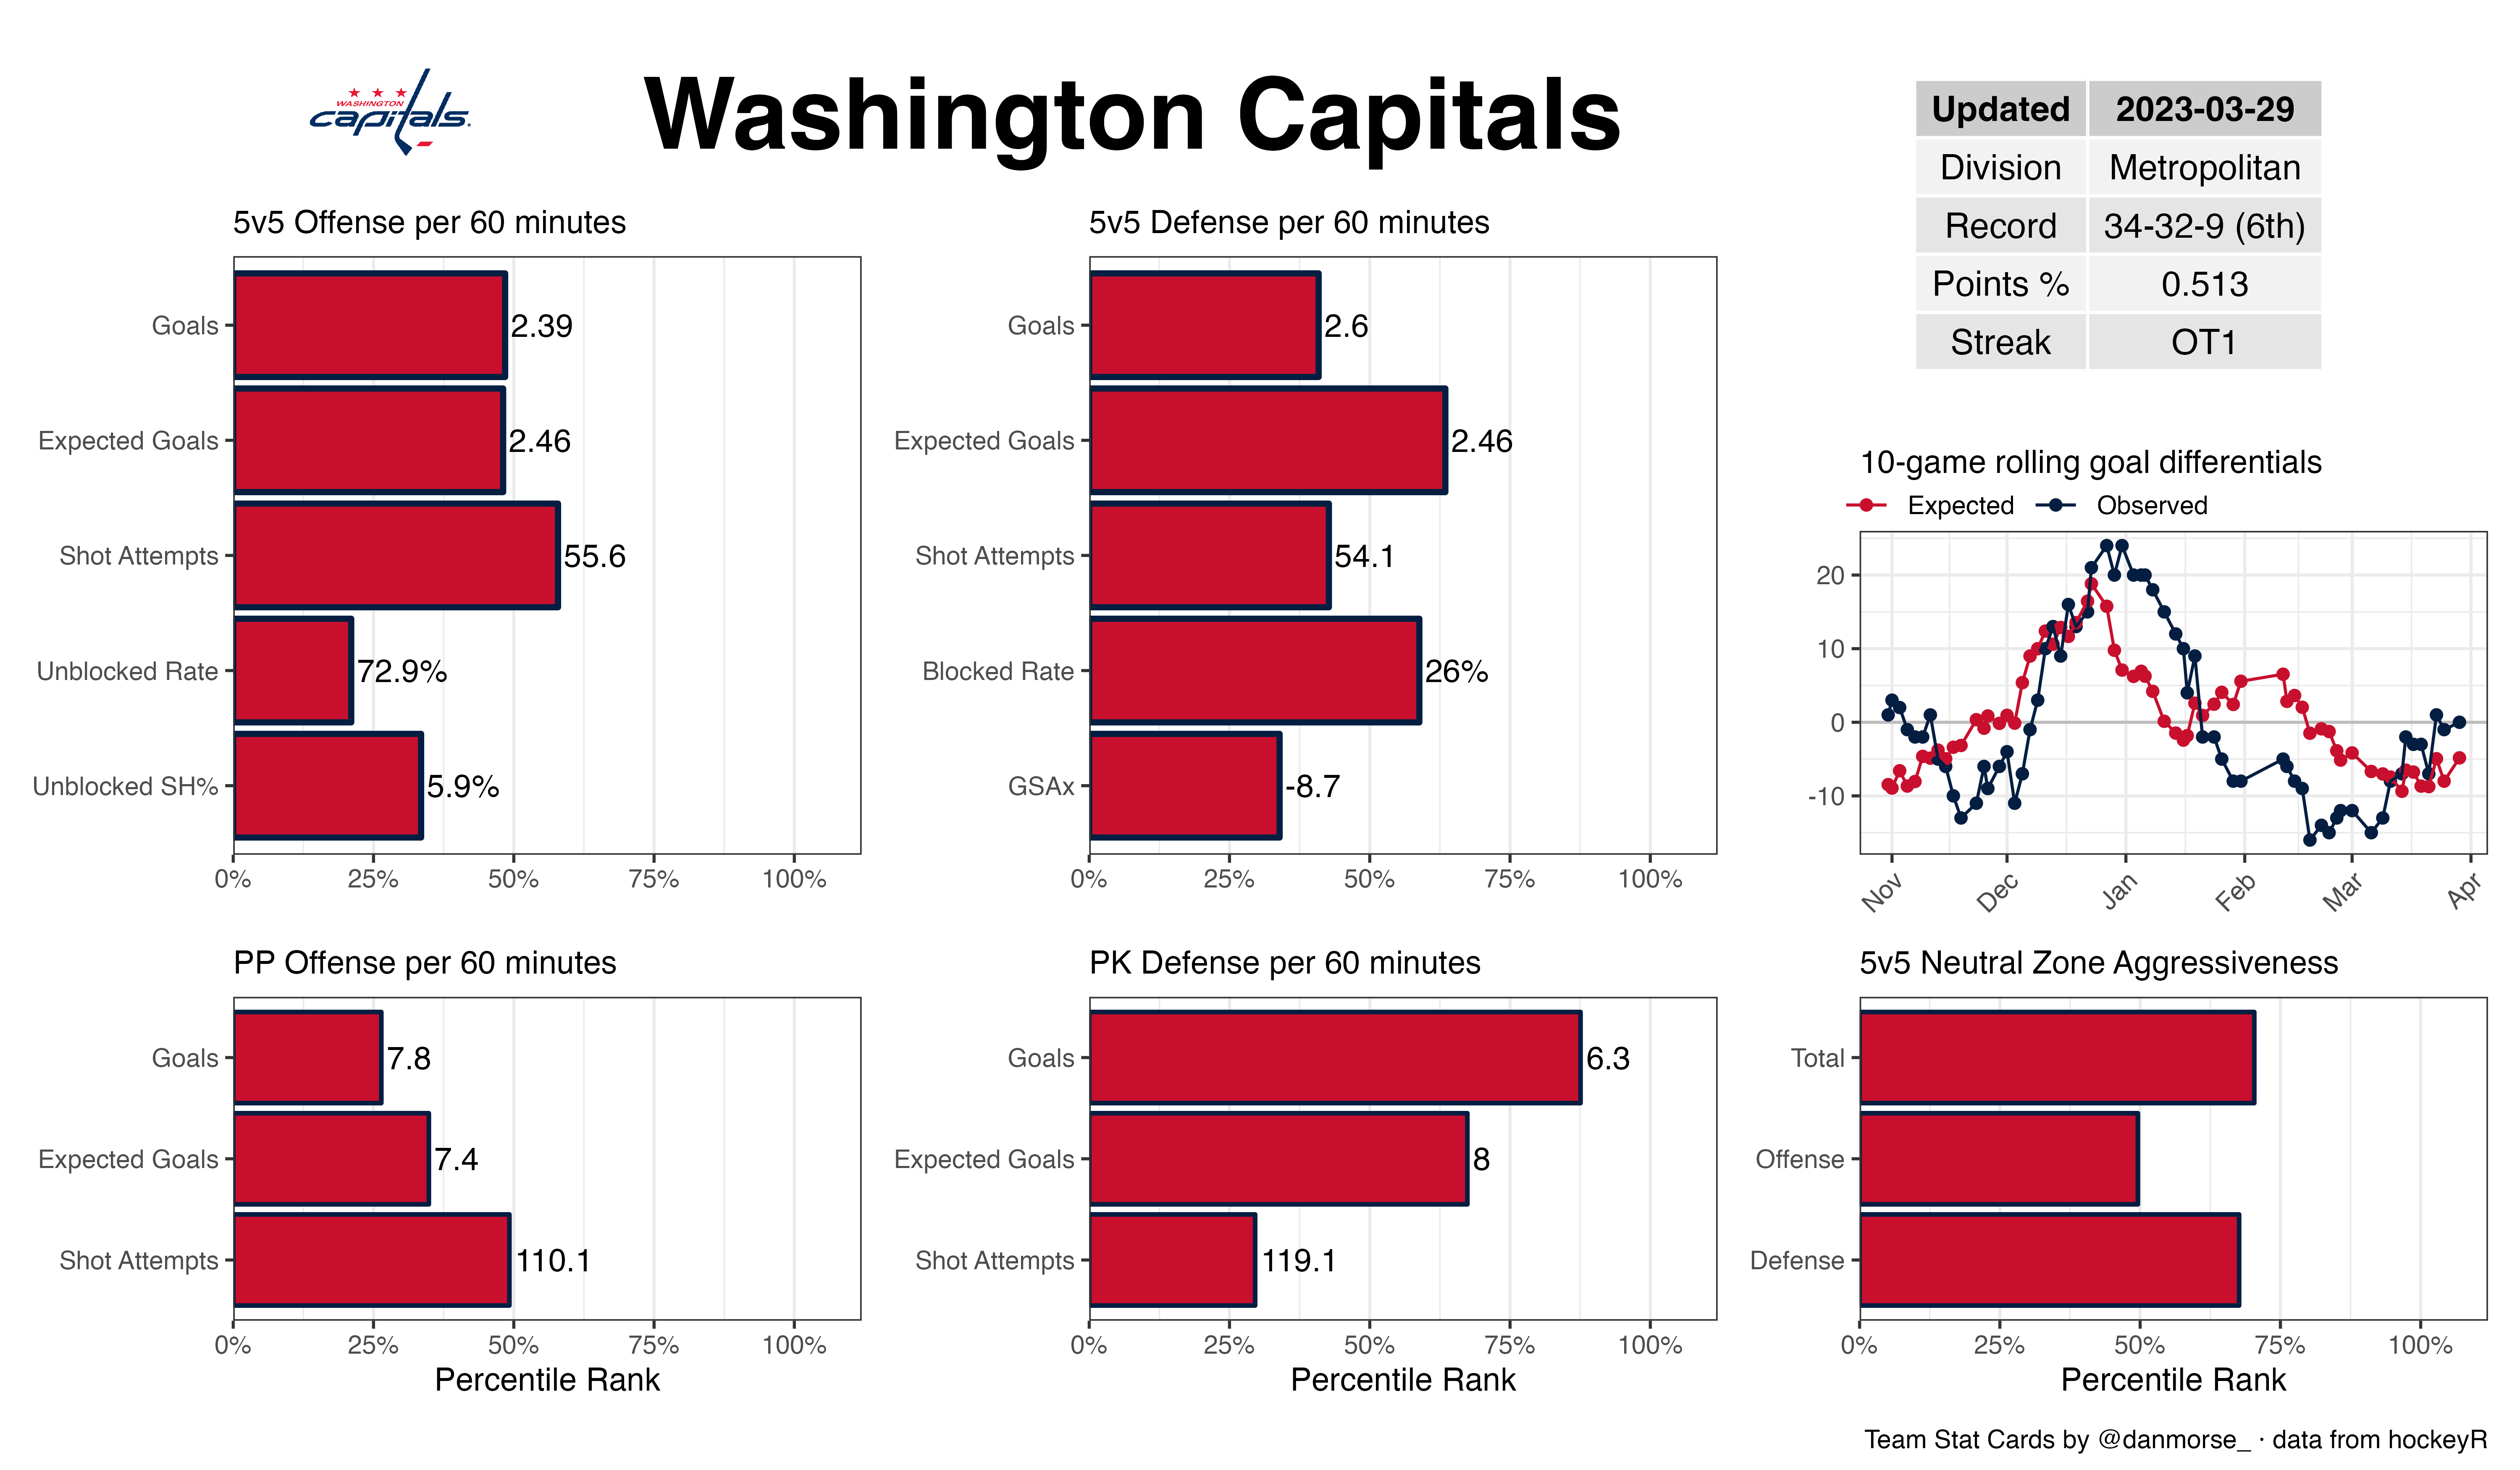 WASHINGTON
capitals.
Washington Capitals
Updated 2023-03-29
Division Metropolitan
Record 34-32-9 (6th)
Points % 0.513
Streak OT1
5v5 Offense per 60 minutes
Goals 2.39
Expected Goals 2.46
Shot Attempts 55.6
Unblocked Rate 72.9%
Unblocked SH% 5.9%
0% 25% 50% 75% 100%
5v5 Defense per 60 minutes
Goals 2.6
Expected Goals 2.46
Shot Attempts 54.1
Blocked Rate 26%
GSAx -8.7
0% 25% 50% 75% 100%
10-game rolling goal differentials
Expected Observed
20
10
0
-10
Nov Dec Jan Feb Mar Apr
PP Offense per 60 minutes
Goals 7.8
Expected Goals 7.4
Shot Attempts 110.1
0% 25% 50% 75% 100%
Percentile Rank
PK Defense per 60 minutes
Goals 6.3
Expected Goals 8
Shot Attempts 119.1
0% 25% 50% 75% 100%
Percentile Rank
5v5 Neutral Zone Aggressiveness
Total
Offense
Defense
0% 25% 50% 75% 100%
Percentile Rank
Team Stat Cards by @danmorse_ · data from hockeyR